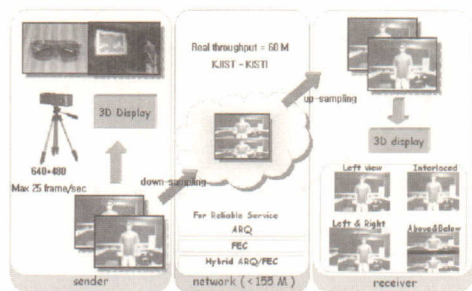 3D Display
640*480
Max 25 frame/sec
down-sampling
sender
Real throughput = 60 M
KJIST - KISTI
For Reliable Service
ARQ
FEC
Hybrid ARQ/FEC
network ( <155 M )
up-sampling
3D display
Left view
Interlaced
Left & Right
Above&Below
receiver